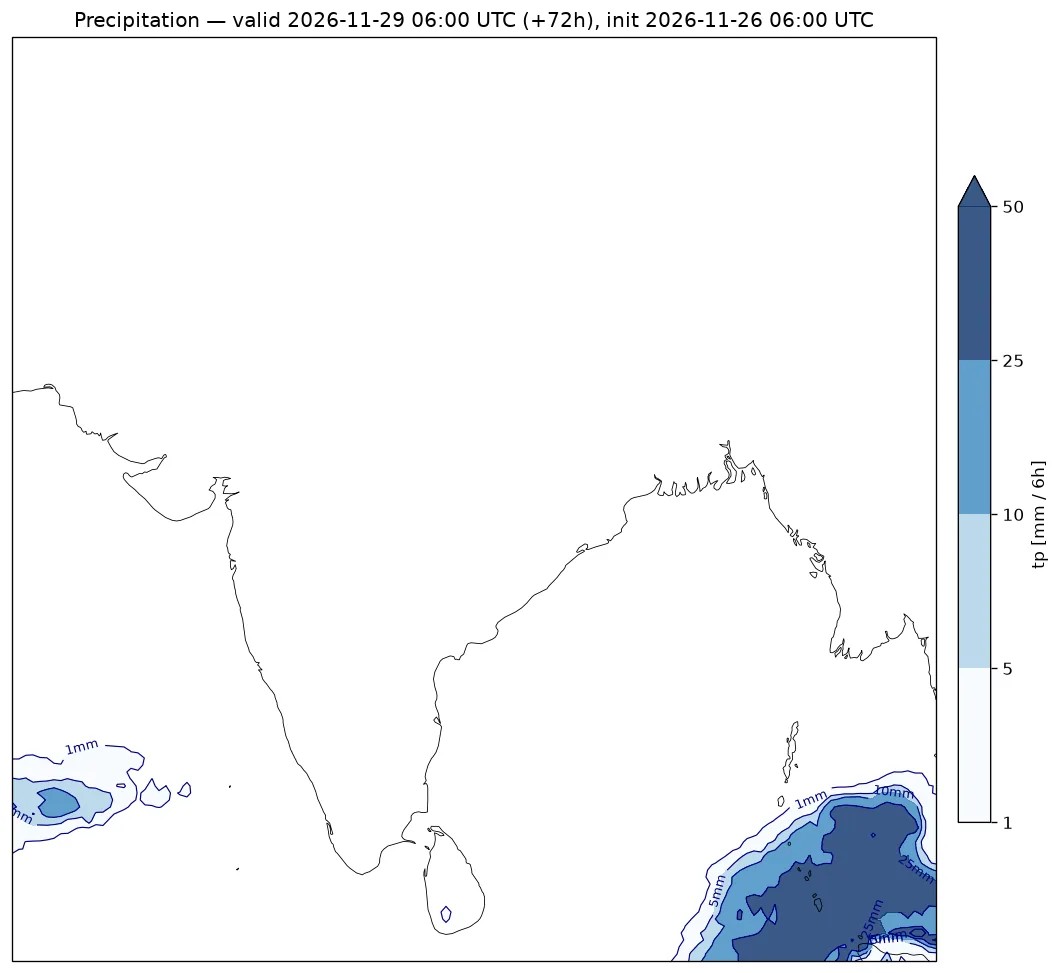 Precipitation — valid 2026-11-29 06:00 UTC (+72h), init 2026-11-26 06:00 UTC
50
25
10
5
1
tp [mm / 6h]
1mm
1mm
10mm
25mm
5mm
25mm